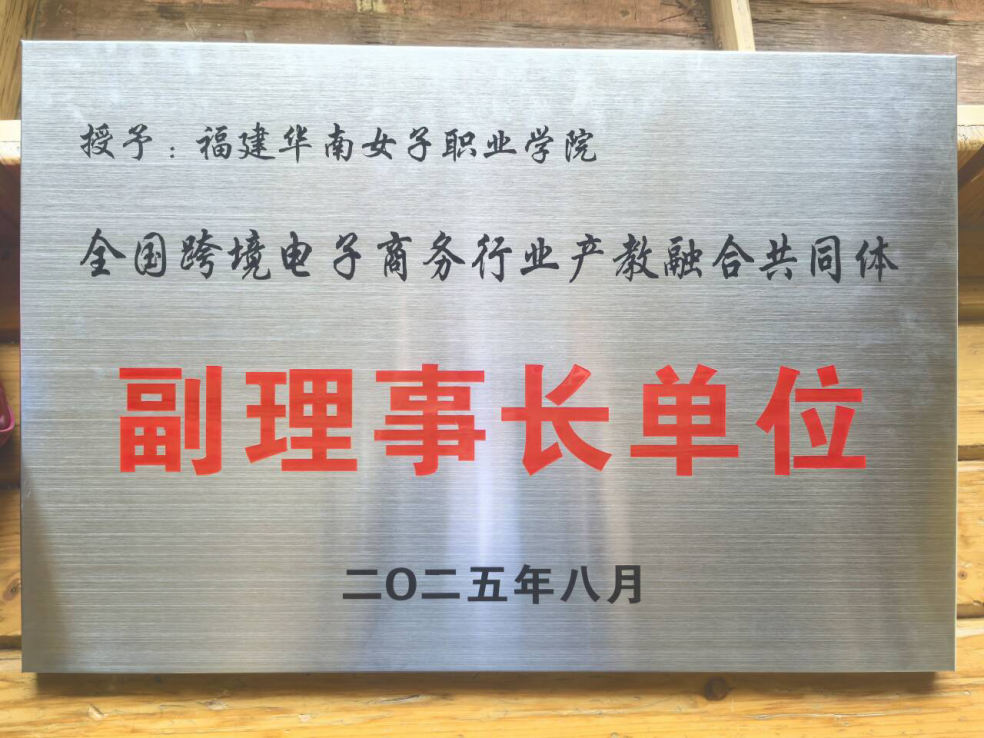 授予：福建华南女子职业学院
全国跨境电子商务行业产教融合共同体
副理事长单位
二O二五年八月